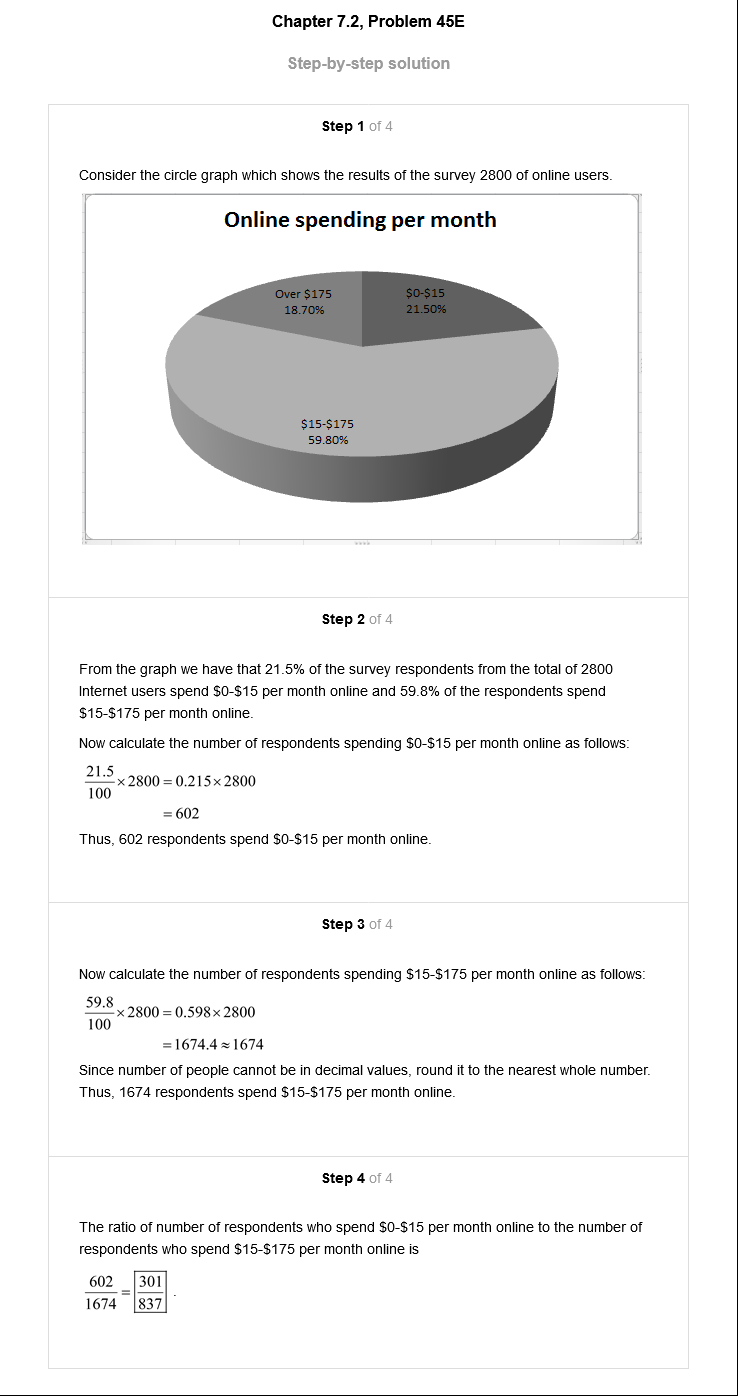 Chapter 7.2, Problem 45E
Step-by-step solution
Step 1 of 4
Consider the circle graph which shows the results of the survey 2800 of online users.
Online spending per month
Over $175
18.70%
$0-$15
21.50%
$15-$175
59.80%
Step 2 of 4
From the graph we have that 21.5% of the survey respondents from the total of 2800
Internet users spend $0-$15 per month online and 59.8% of the respondents spend
$15-$175 per month online.
Now calculate the number of respondents spending $0-$15 per month online as follows:
21.5/100 × 2800 = 0.215 × 2800
= 602
Thus, 602 respondents spend $0-$15 per month online.
Step 3 of 4
Now calculate the number of respondents spending $15-$175 per month online as follows:
59.8/100 × 2800 = 0.598 × 2800
= 1674.4 ≈ 1674
Since number of people cannot be in decimal values, round it to the nearest whole number.
Thus, 1674 respondents spend $15-$175 per month online.
Step 4 of 4
The ratio of number of respondents who spend $0-$15 per month online to the number of
respondents who spend $15-$175 per month online is
602/1674 = 301/837 .